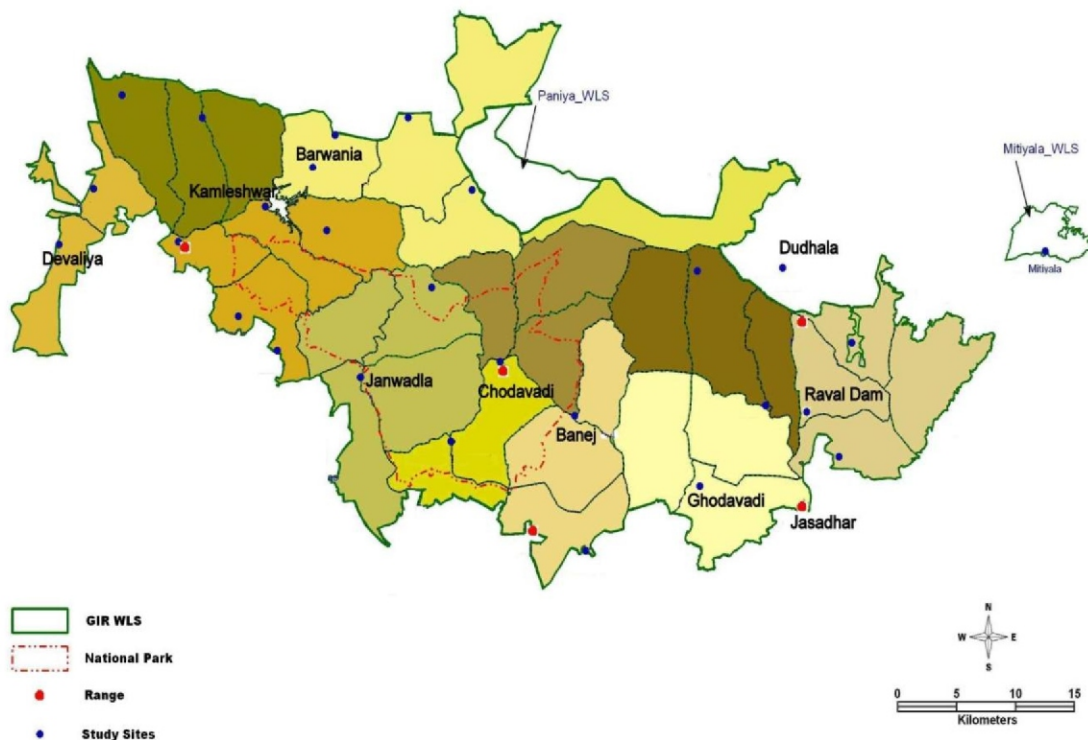 Paniya_WLS
Mitiyala_WLS
Barwania
Kamleshwar
Devaliya
Dudhala
Mitiyala
Janwadla
Chodavadi
Raval Dam
Banej
Ghodavadi
Jasadhar
GIR WLS
National Park
Range
Study Sites
N
W E
S
0 5 10 15
Kilometers